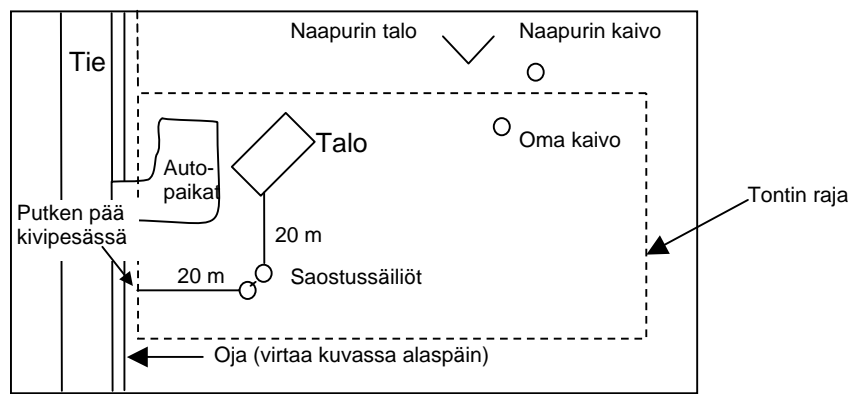 Naapurin talo
Naapurin kaivo
Tie
Talo
Oma kaivo
Auto-
paikat
Tontin raja
Putken pää
kivipesässä
20 m
20 m
Saostussäiliöt
Oja (virtaa kuvassa alaspäin)